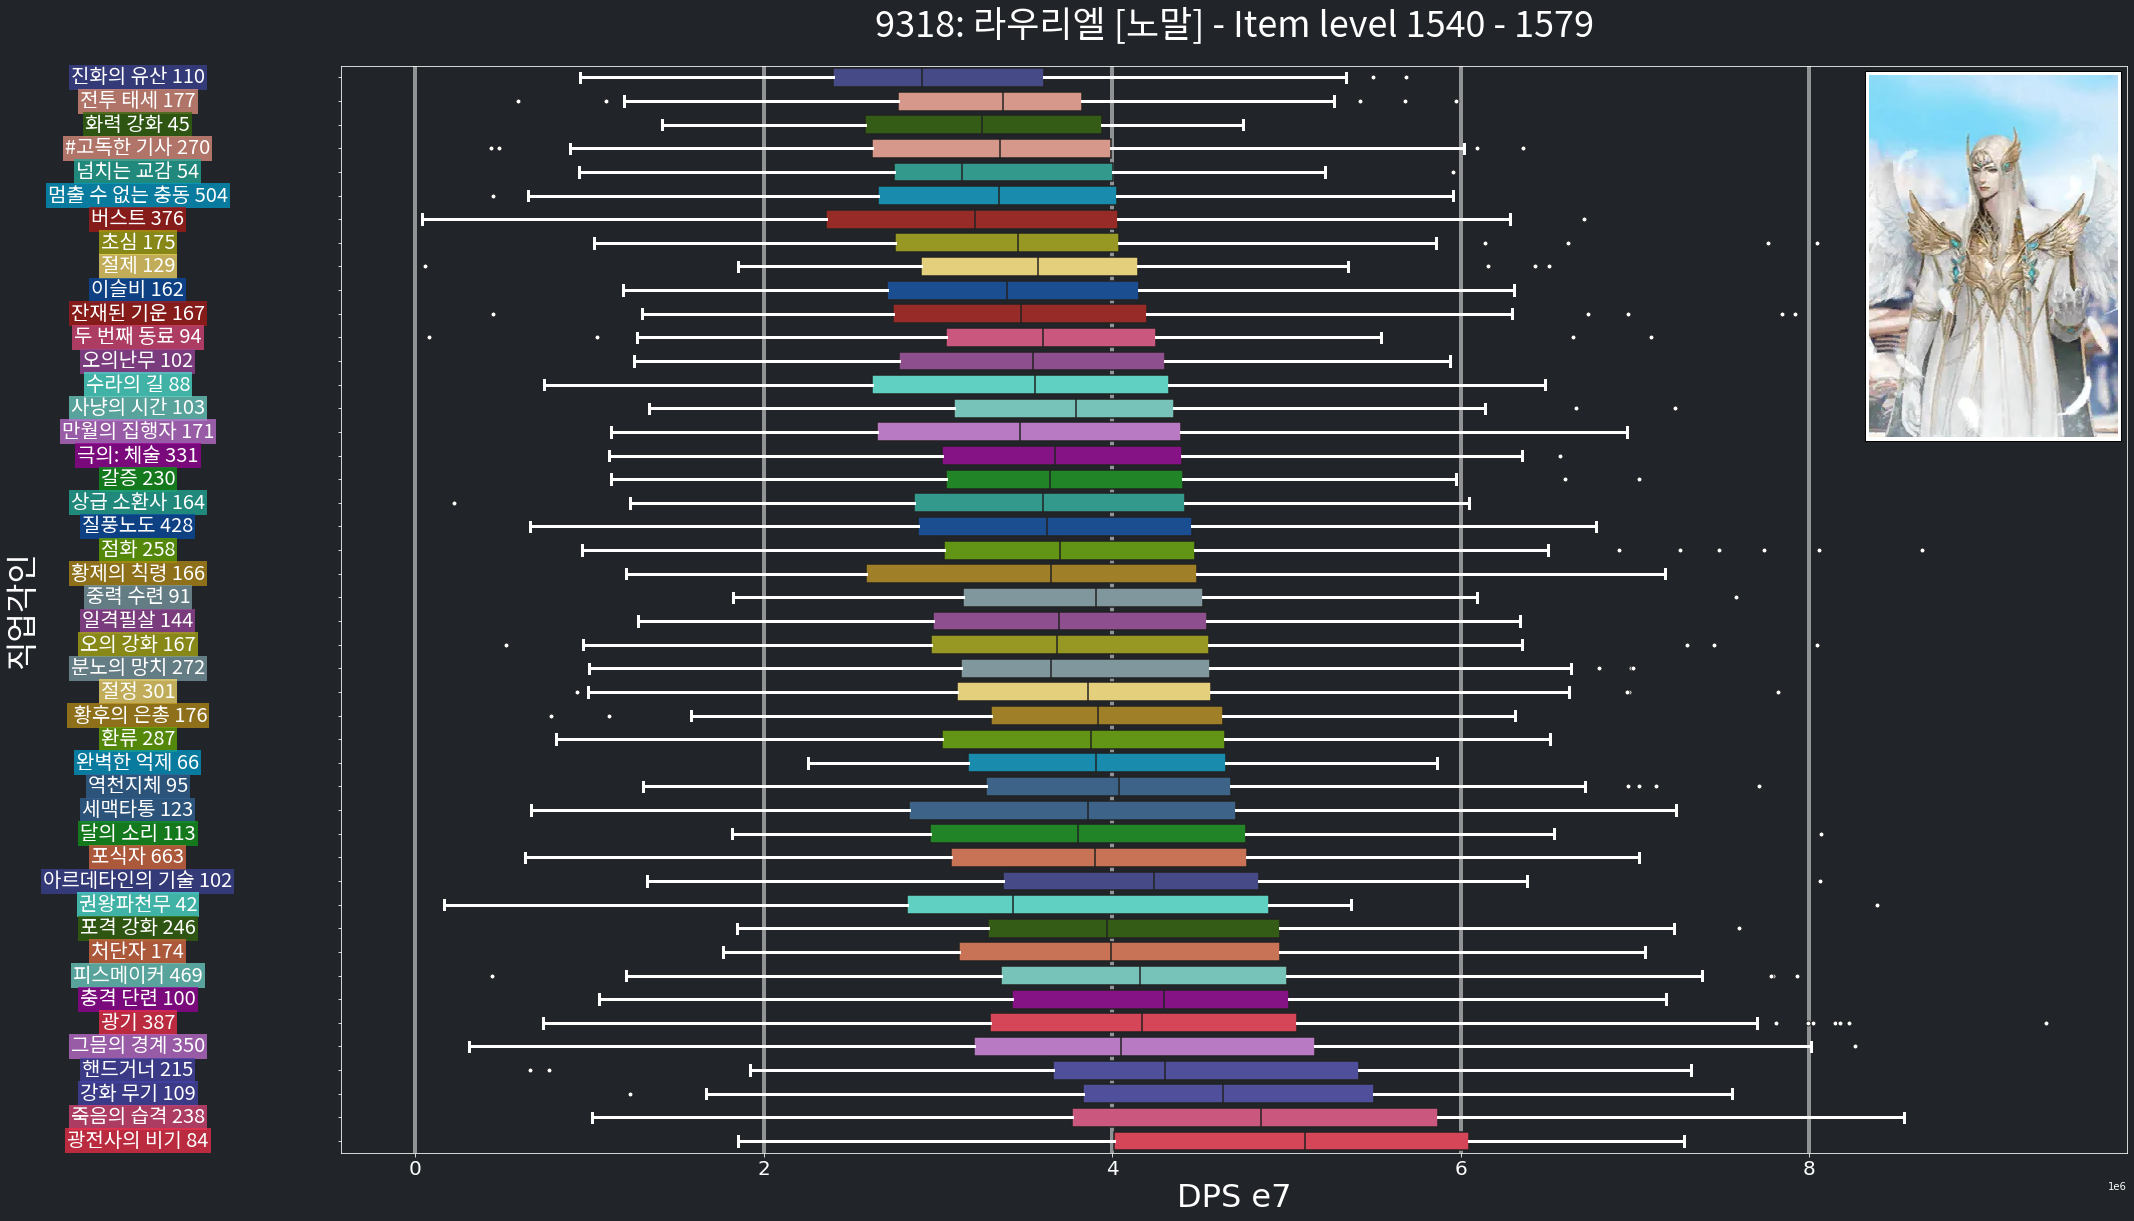 9318: 라우리엘 [노말] - Item level 1540 - 1579
진화의 유산 110
전투 태세 177
화력 강화 45
#고독한 기사 270
넘치는 교감 54
멈출 수 없는 충동 504
버스트 376
초심 175
절제 129
이슬비 162
잔재된 기운 167
두 번째 동료 94
오의난무 102
수라의 길 88
사냥의 시간 103
만월의 집행자 171
극의: 체술 331
갈증 230
상급 소환사 164
질풍노도 428
점화 258
황제의 칙령 166
중력 수련 91
일격필살 144
오의 강화 167
분노의 망치 272
절정 301
황후의 은총 176
환류 287
완벽한 억제 66
역천지체 95
세맥타통 123
달의 소리 113
포식자 663
아르데타인의 기술 102
권왕파천무 42
포격 강화 246
처단자 174
피스메이커 469
충격 단련 100
광기 387
그믐의 경계 350
핸드거너 215
강화 무기 109
죽음의 습격 238
광전사의 비기 84
직업각인
0 2 4 6 8
DPS e7
1e6